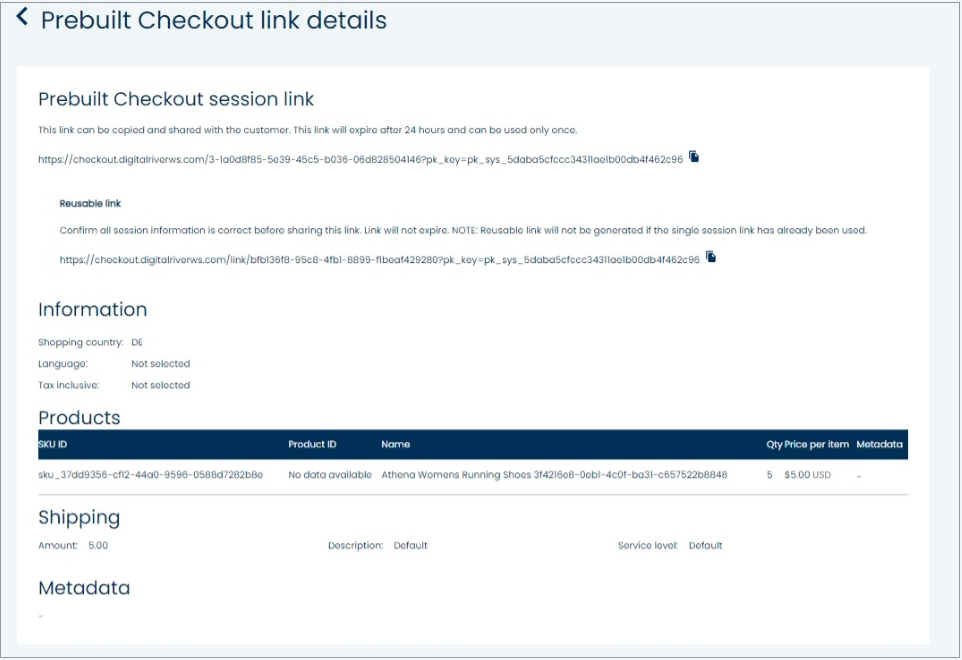 Prebuilt Checkout link details
Prebuilt Checkout session link
This link can be copied and shared with the customer. This link will expire after 24 hours and can be used only once.
https://checkout.digitalriverws.com/3-1a0d8f85-5e39-45c5-b036-06d828504146?pk_key=pk_sys_5daba5cfccc34311ae1b00db4f462c96
Reusable link
Confirm all session information is correct before sharing this link. Link will not expire. NOTE: Reusable link will not be generated if the single session link has already been used.
https://checkout.digitalriverws.com/link/bfb136f8-95c8-4fb1-8899-f1beaf429280?pk_key=pk_sys_5daba5cfccc34311ae1b00db4f462c96
Information
Shopping country: DE
Language: Not selected
Tax inclusive: Not selected
Products
SKU ID Product ID Name Qty Price per item Metadata
sku_37dd9356-cf12-44a0-9596-0588d7282b8e No data available Athena Womens Running Shoes 3f4216e8-0eb1-4c0f-ba31-c657522b8848 5 $5.00 USD -
Shipping
Amount: 5.00 Description: Default Service level: Default
Metadata
-